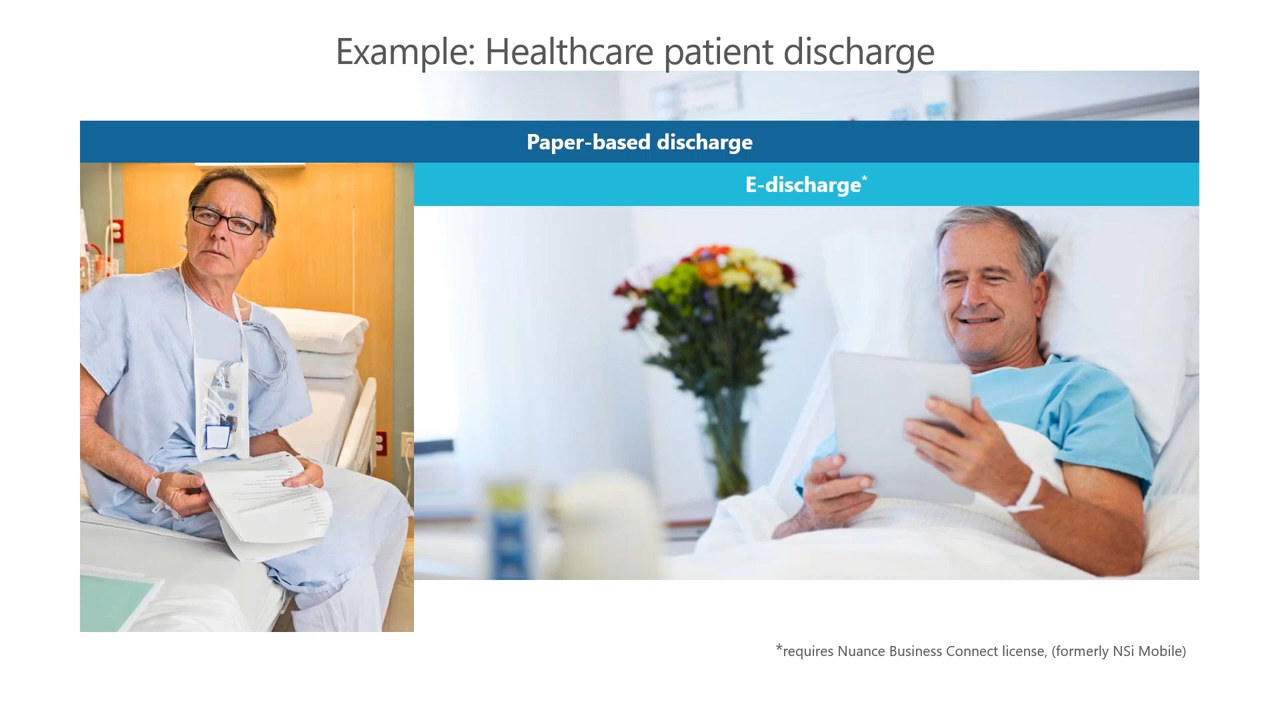 Example: Healthcare patient discharge
Paper-based discharge
E-discharge*
*requires Nuance Business Connect license, (formerly NSi Mobile)